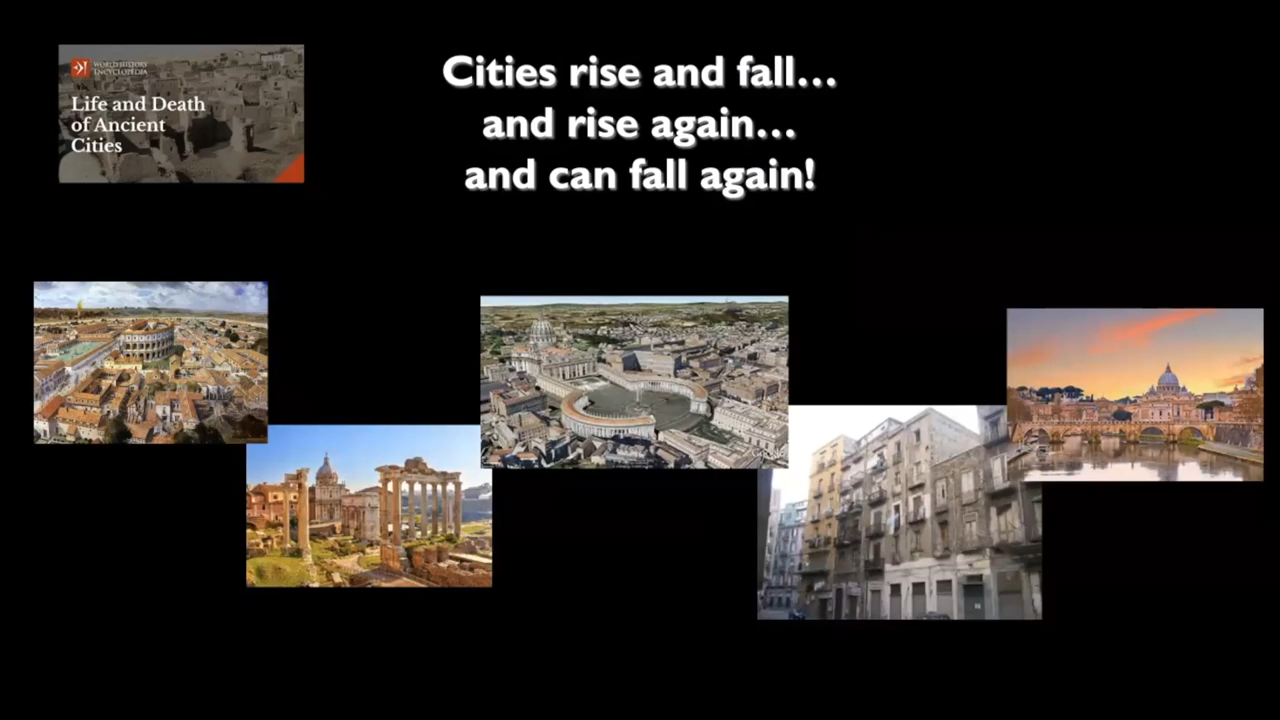 WORLD HISTORY
ENCYCLOPEDIA
Life and Death
of Ancient
Cities
Cities rise and fall...
and rise again...
and can fall again!
Google